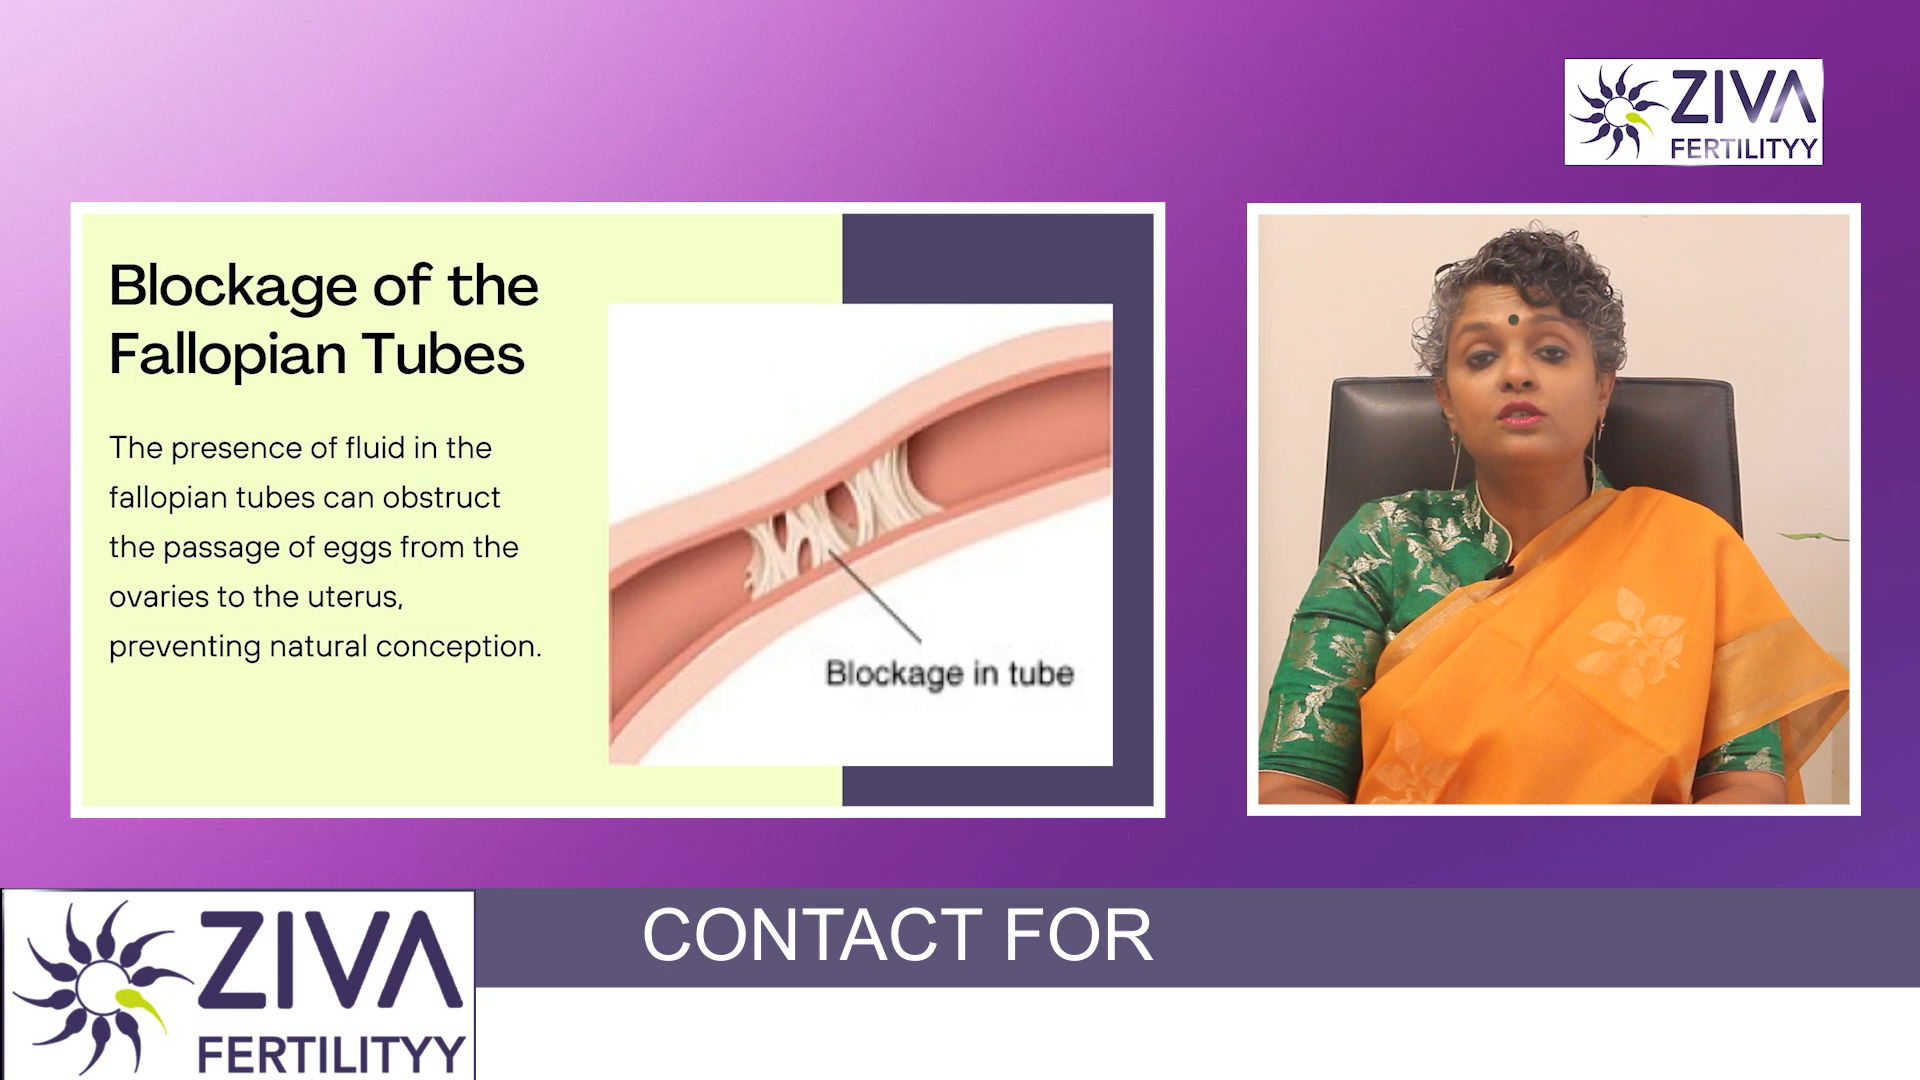 ZIVA
FERTILITYY
Blockage of the
Fallopian Tubes
The presence of fluid in the
fallopian tubes can obstruct
the passage of eggs from the
ovaries to the uterus,
preventing natural conception.
Blockage in tube
ZIVA
FERTILITYY
CONTACT FOR